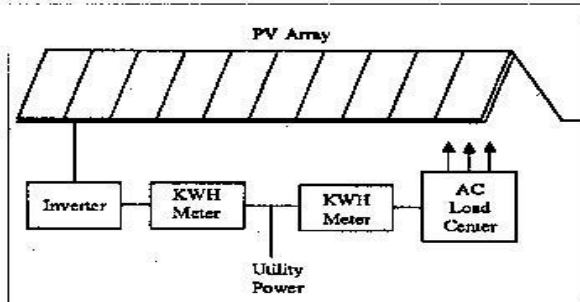 PV Array
Inverter
KWH
Meter
KWH
Meter
AC
Load
Center
Utility
Power